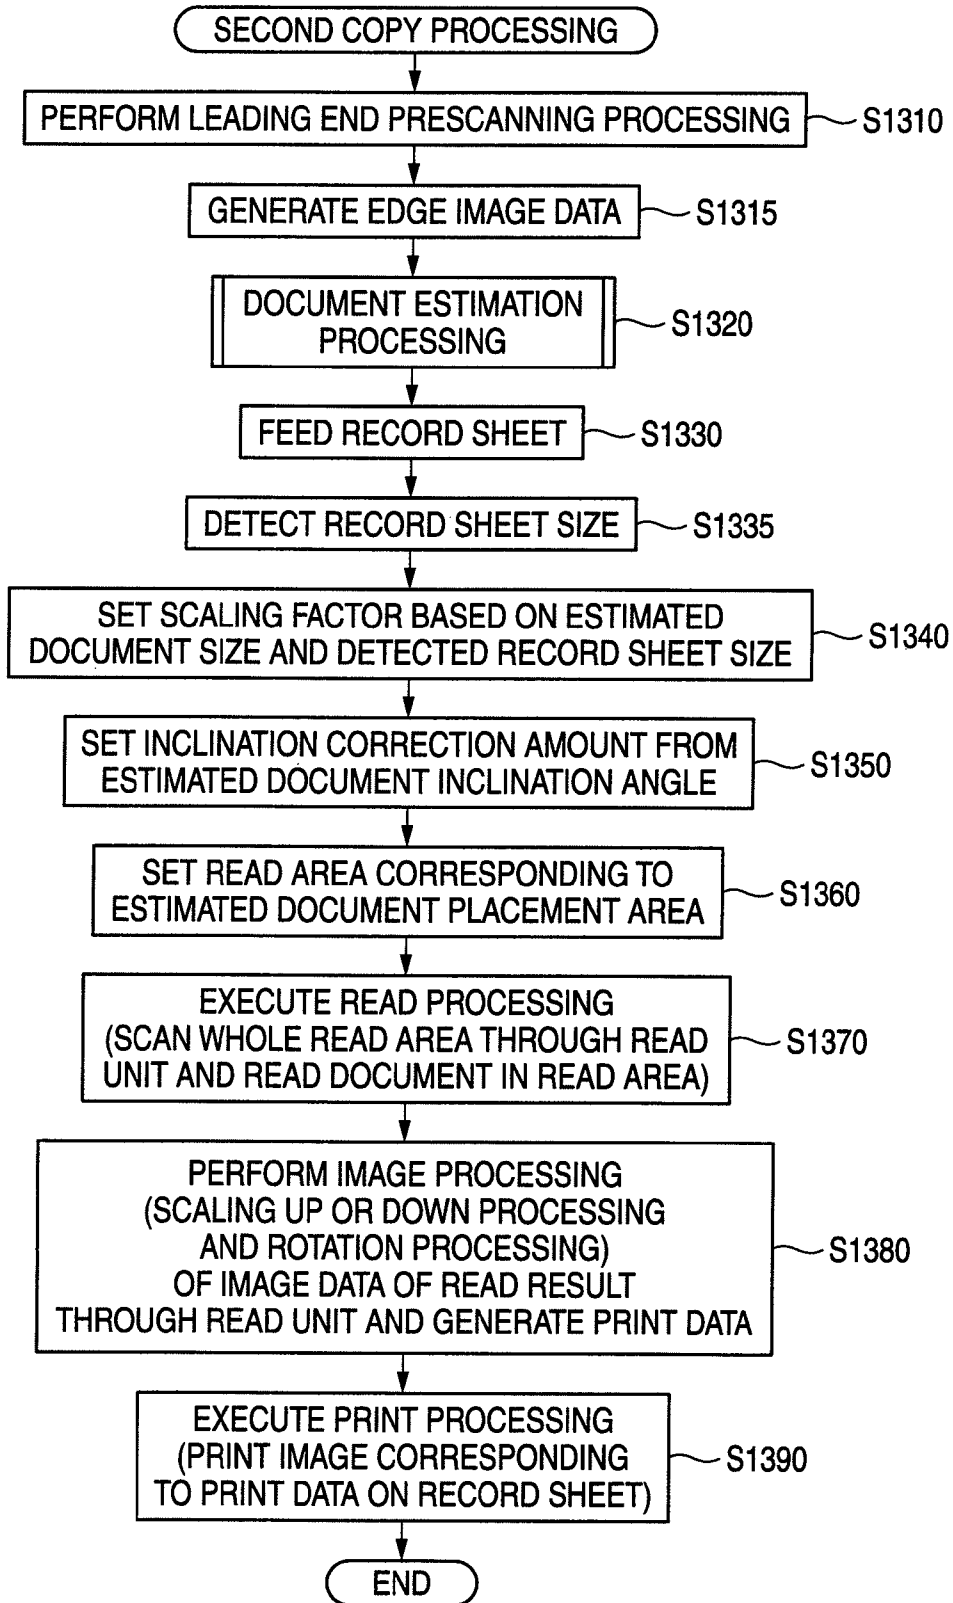 SECOND COPY PROCESSING
PERFORM LEADING END PRESCANNING PROCESSING
S1310
GENERATE EDGE IMAGE DATA
S1315
DOCUMENT ESTIMATION
PROCESSING
S1320
FEED RECORD SHEET
S1330
DETECT RECORD SHEET SIZE
S1335
SET SCALING FACTOR BASED ON ESTIMATED
DOCUMENT SIZE AND DETECTED RECORD SHEET SIZE
S1340
SET INCLINATION CORRECTION AMOUNT FROM
ESTIMATED DOCUMENT INCLINATION ANGLE
S1350
SET READ AREA CORRESPONDING TO
ESTIMATED DOCUMENT PLACEMENT AREA
S1360
EXECUTE READ PROCESSING
(SCAN WHOLE READ AREA THROUGH READ
UNIT AND READ DOCUMENT IN READ AREA)
S1370
PERFORM IMAGE PROCESSING
(SCALING UP OR DOWN PROCESSING
AND ROTATION PROCESSING)
OF IMAGE DATA OF READ RESULT
THROUGH READ UNIT AND GENERATE PRINT DATA
S1380
EXECUTE PRINT PROCESSING
(PRINT IMAGE CORRESPONDING
TO PRINT DATA ON RECORD SHEET)
S1390
END